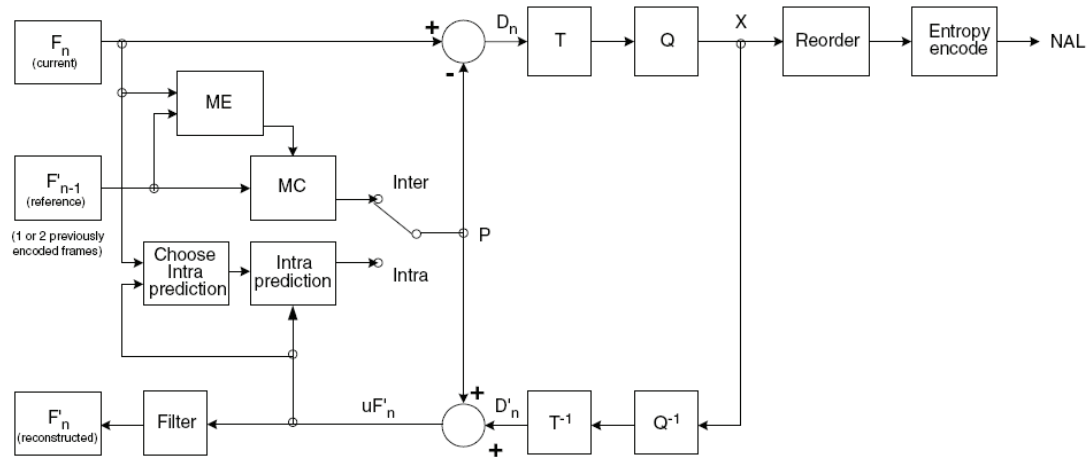 Fn
(current)
+
-
Dn
T
Q
X
Reorder
Entropy
encode
NAL
ME
F'n-1
(reference)
(1 or 2 previously
encoded frames)
MC
Inter
P
Choose
Intra
prediction
Intra
prediction
Intra
F'n
(reconstructed)
Filter
uF'n
+
+
D'n
T-1
Q-1